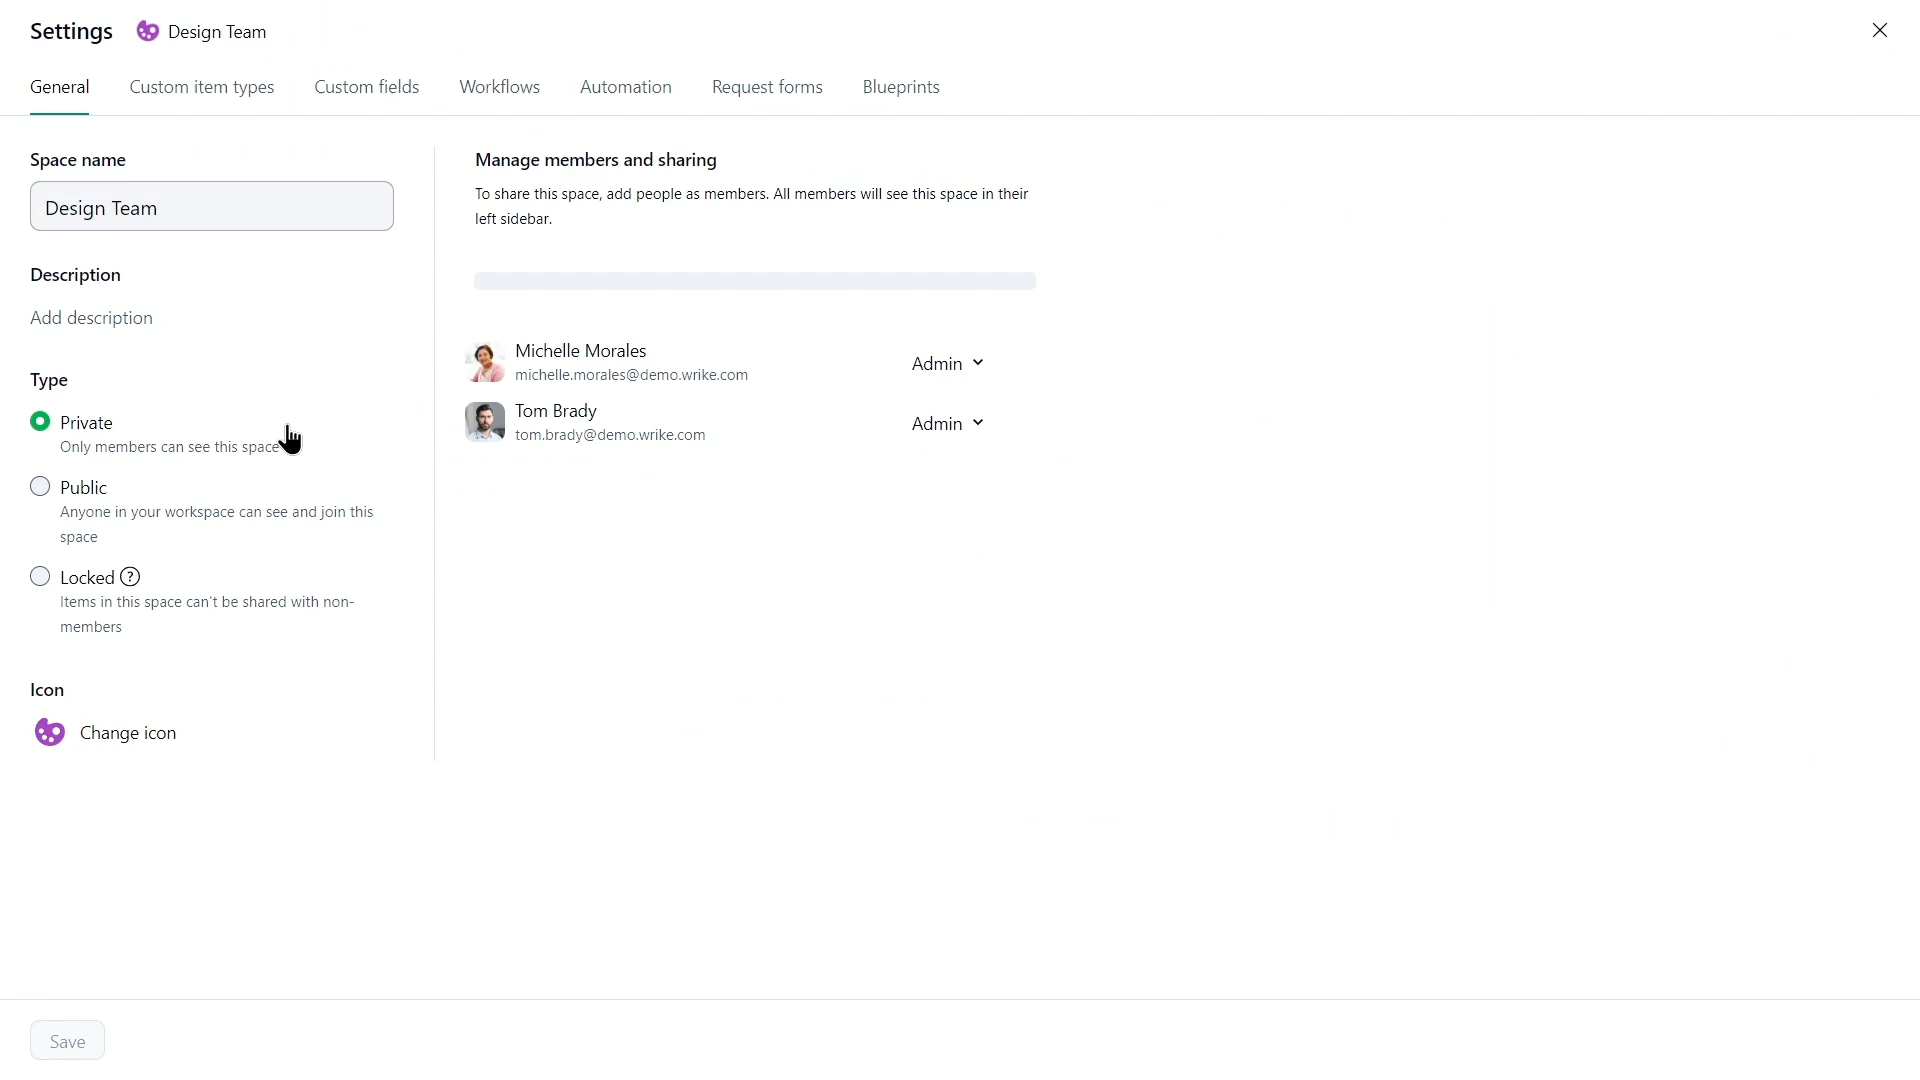 Settings Design Team
General Custom item types Custom fields Workflows Automation Request forms Blueprints
Space name
Design Team
Description
Add description
Type
Private
Only members can see this space
Public
Anyone in your workspace can see and join this
space
Locked ?
Items in this space can't be shared with non-
members
Icon
Change icon
Manage members and sharing
To share this space, add people as members. All members will see this space in their
left sidebar.
Michelle Morales
michelle.morales@demo.wrike.com
Admin
Tom Brady
tom.brady@demo.wrike.com
Admin
Save